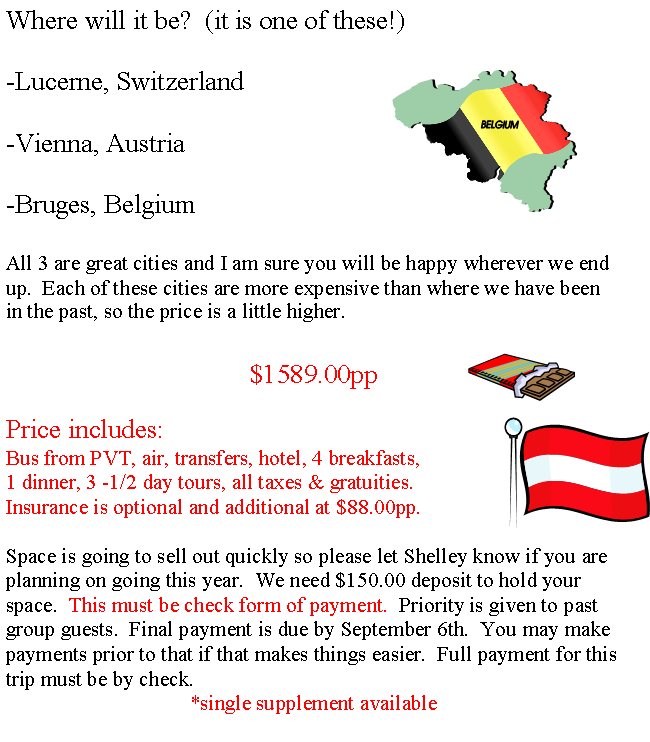 Where will it be?  (it is one of these!)
-Lucerne, Switzerland
BELGIUM
-Vienna, Austria
-Bruges, Belgium
All 3 are great cities and I am sure you will be happy wherever we end
up.  Each of these cities are more expensive than where we have been
in the past, so the price is a little higher.
$1589.00pp
Price includes:
Bus from PVT, air, transfers, hotel, 4 breakfasts,
1 dinner, 3 -1/2 day tours, all taxes & gratuities.
Insurance is optional and additional at $88.00pp.
Space is going to sell out quickly so please let Shelley know if you are
planning on going this year.  We need $150.00 deposit to hold your
space.  This must be check form of payment.  Priority is given to past
group guests.  Final payment is due by September 6th.  You may make
payments prior to that if that makes things easier.  Full payment for this
trip must be by check.
*single supplement available